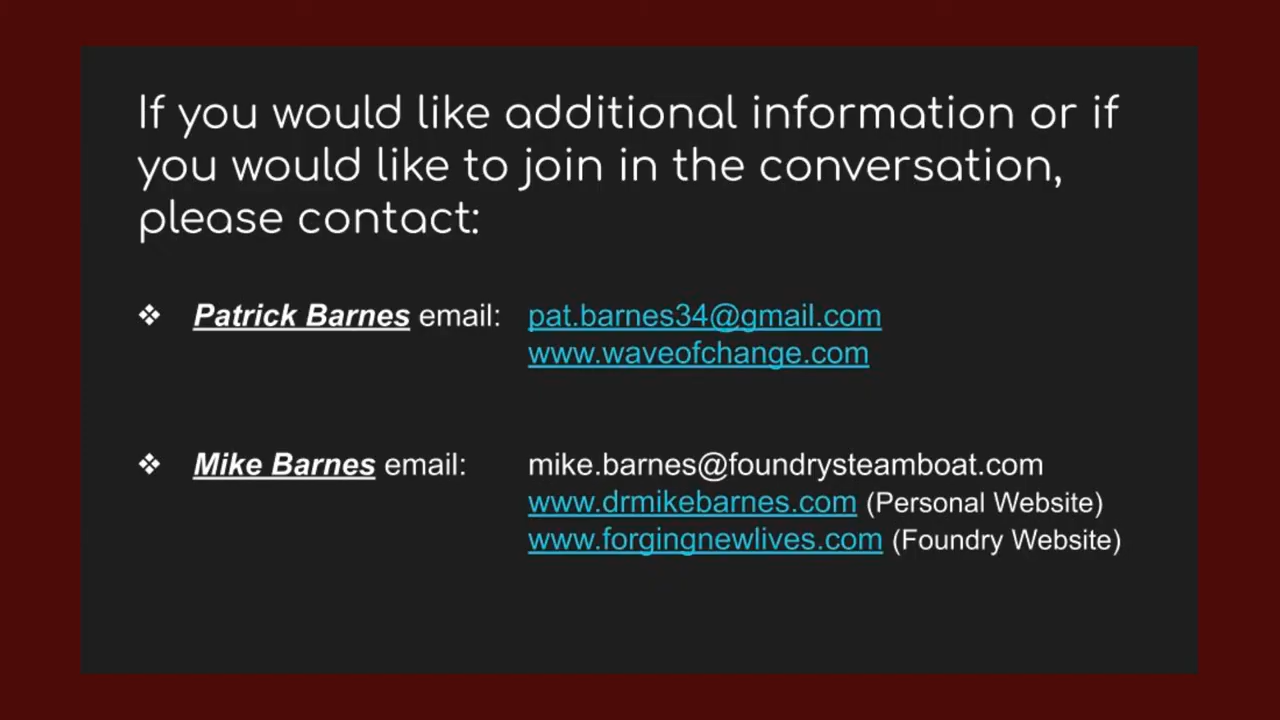 If you would like additional information or if
you would like to join in the conversation,
please contact:
❖ Patrick Barnes email: pat.barnes34@gmail.com
www.waveofchange.com
❖ Mike Barnes email: mike.barnes@foundrysteamboat.com
www.drmikebarnes.com (Personal Website)
www.forgingnewlives.com (Foundry Website)